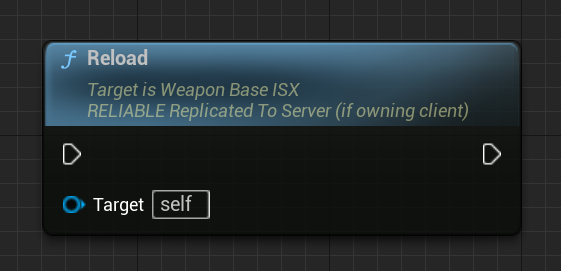 f Reload
Target is Weapon Base ISX
RELIABLE Replicated To Server (if owning client)
Target self